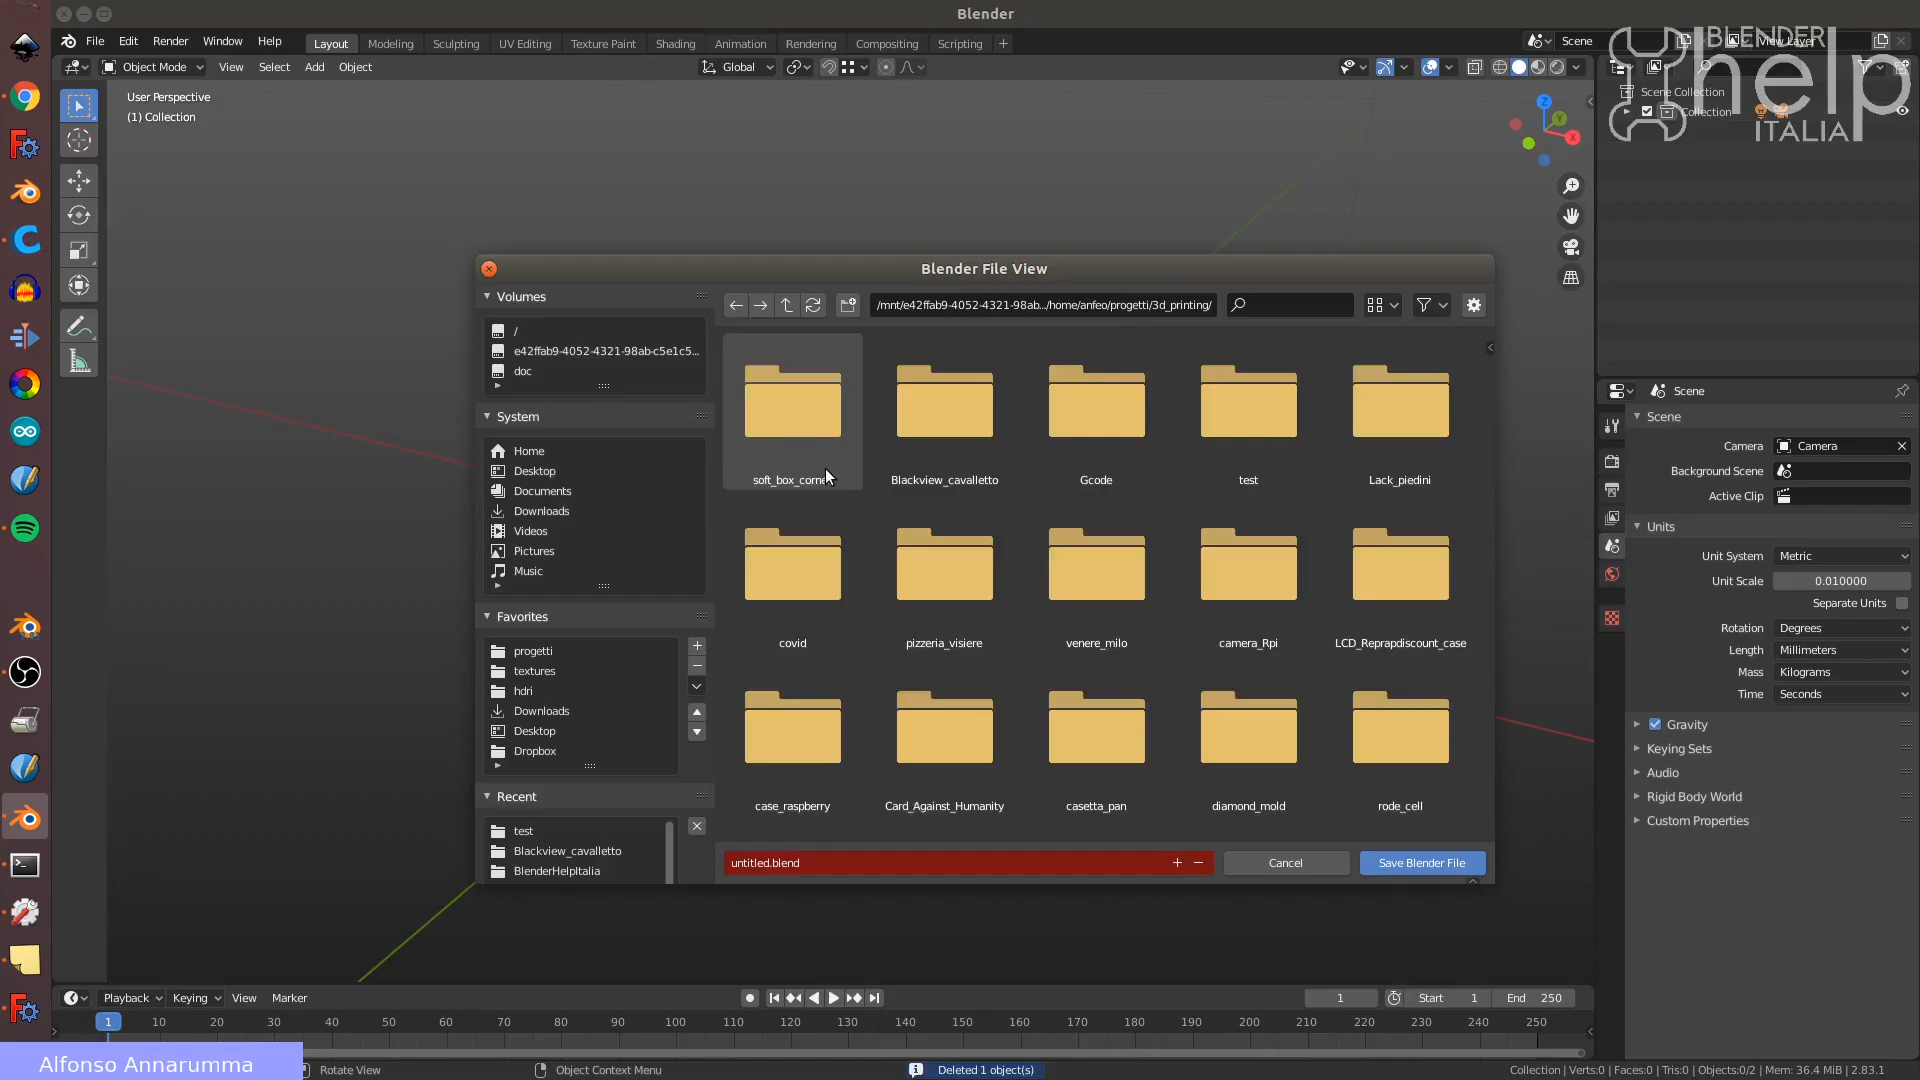 Blender
File Edit Render Window Help
Layout Modeling Sculpting UV Editing Texture Paint Shading Animation Rendering Compositing Scripting +
Scene
View Layer
BLENDER
help
ITALIA
Object Mode View Select Add Object
Global
User Perspective
(1) Collection
Z
Y
X
Scene Collection
Collection
Blender File View
Volumes
/
e42ffab9-4052-4321-98ab-c5e1c5...
doc
System
Home
Desktop
Documents
Downloads
Videos
Pictures
Music
Favorites
progetti
textures
hdri
Downloads
Desktop
Dropbox
Recent
test
Blackview_cavalletto
BlenderHelpItalia
/mnt/e42ffab9-4052-4321-98ab.../home/anfeo/progetti/3d_printing/
soft_box_corne
Blackview_cavalletto
Gcode
test
Lack_piedini
covid
pizzeria_visiere
venere_milo
camera_Rpi
LCD_Reprapdiscount_case
case_raspberry
Card_Against_Humanity
casetta_pan
diamond_mold
rode_cell
untitled.blend
Cancel
Save Blender File
Scene
Scene
Camera Camera
Background Scene
Active Clip
Units
Unit System Metric
Unit Scale 0.010000
Separate Units
Rotation Degrees
Length Millimeters
Mass Kilograms
Time Seconds
Gravity
Keying Sets
Audio
Rigid Body World
Custom Properties
Playback Keying View Marker
1
Start 1
End 250
1 10 20 30 40 50 60 70 80 90 100 110 120 130 140 150 160 170 180 190 200 210 220 230 240 250
Alfonso Annarumma
Rotate View
Object Context Menu
Deleted 1 object(s)
Collection | Verts:0 | Faces:0 | Tris:0 | Objects:0/2 | Mem: 36.4 MiB | 2.83.1